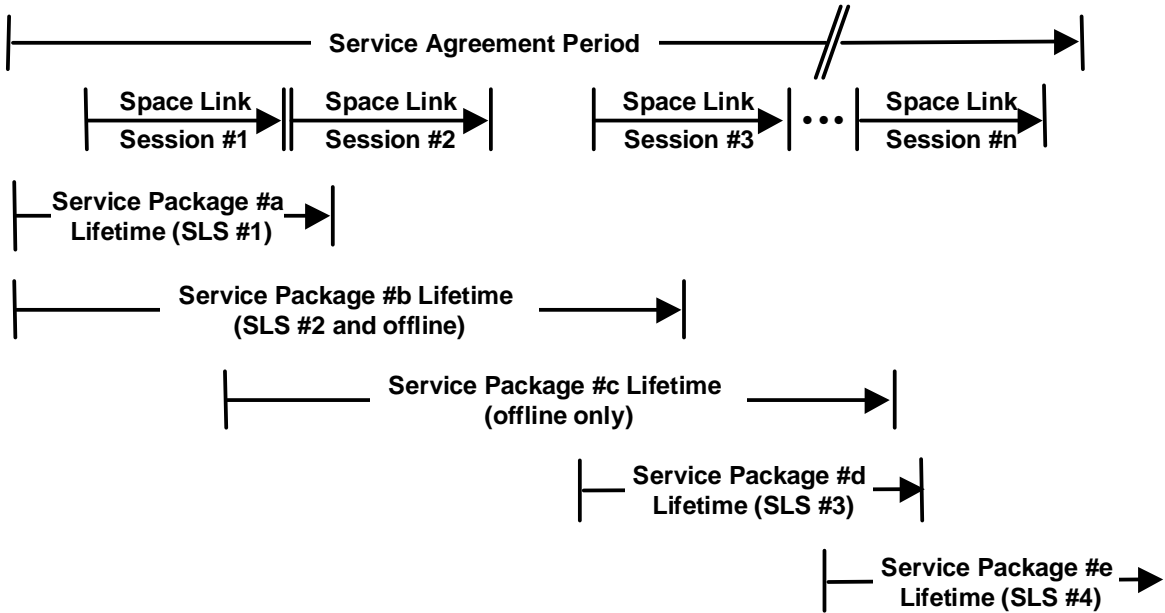 Service Agreement Period
Space Link
Session #1
Space Link
Session #2
Space Link
Session #3
Space Link
Session #n
Service Package #a
Lifetime (SLS #1)
Service Package #b Lifetime
(SLS #2 and offline)
Service Package #c Lifetime
(offline only)
Service Package #d
Lifetime (SLS #3)
Service Package #e
Lifetime (SLS #4)